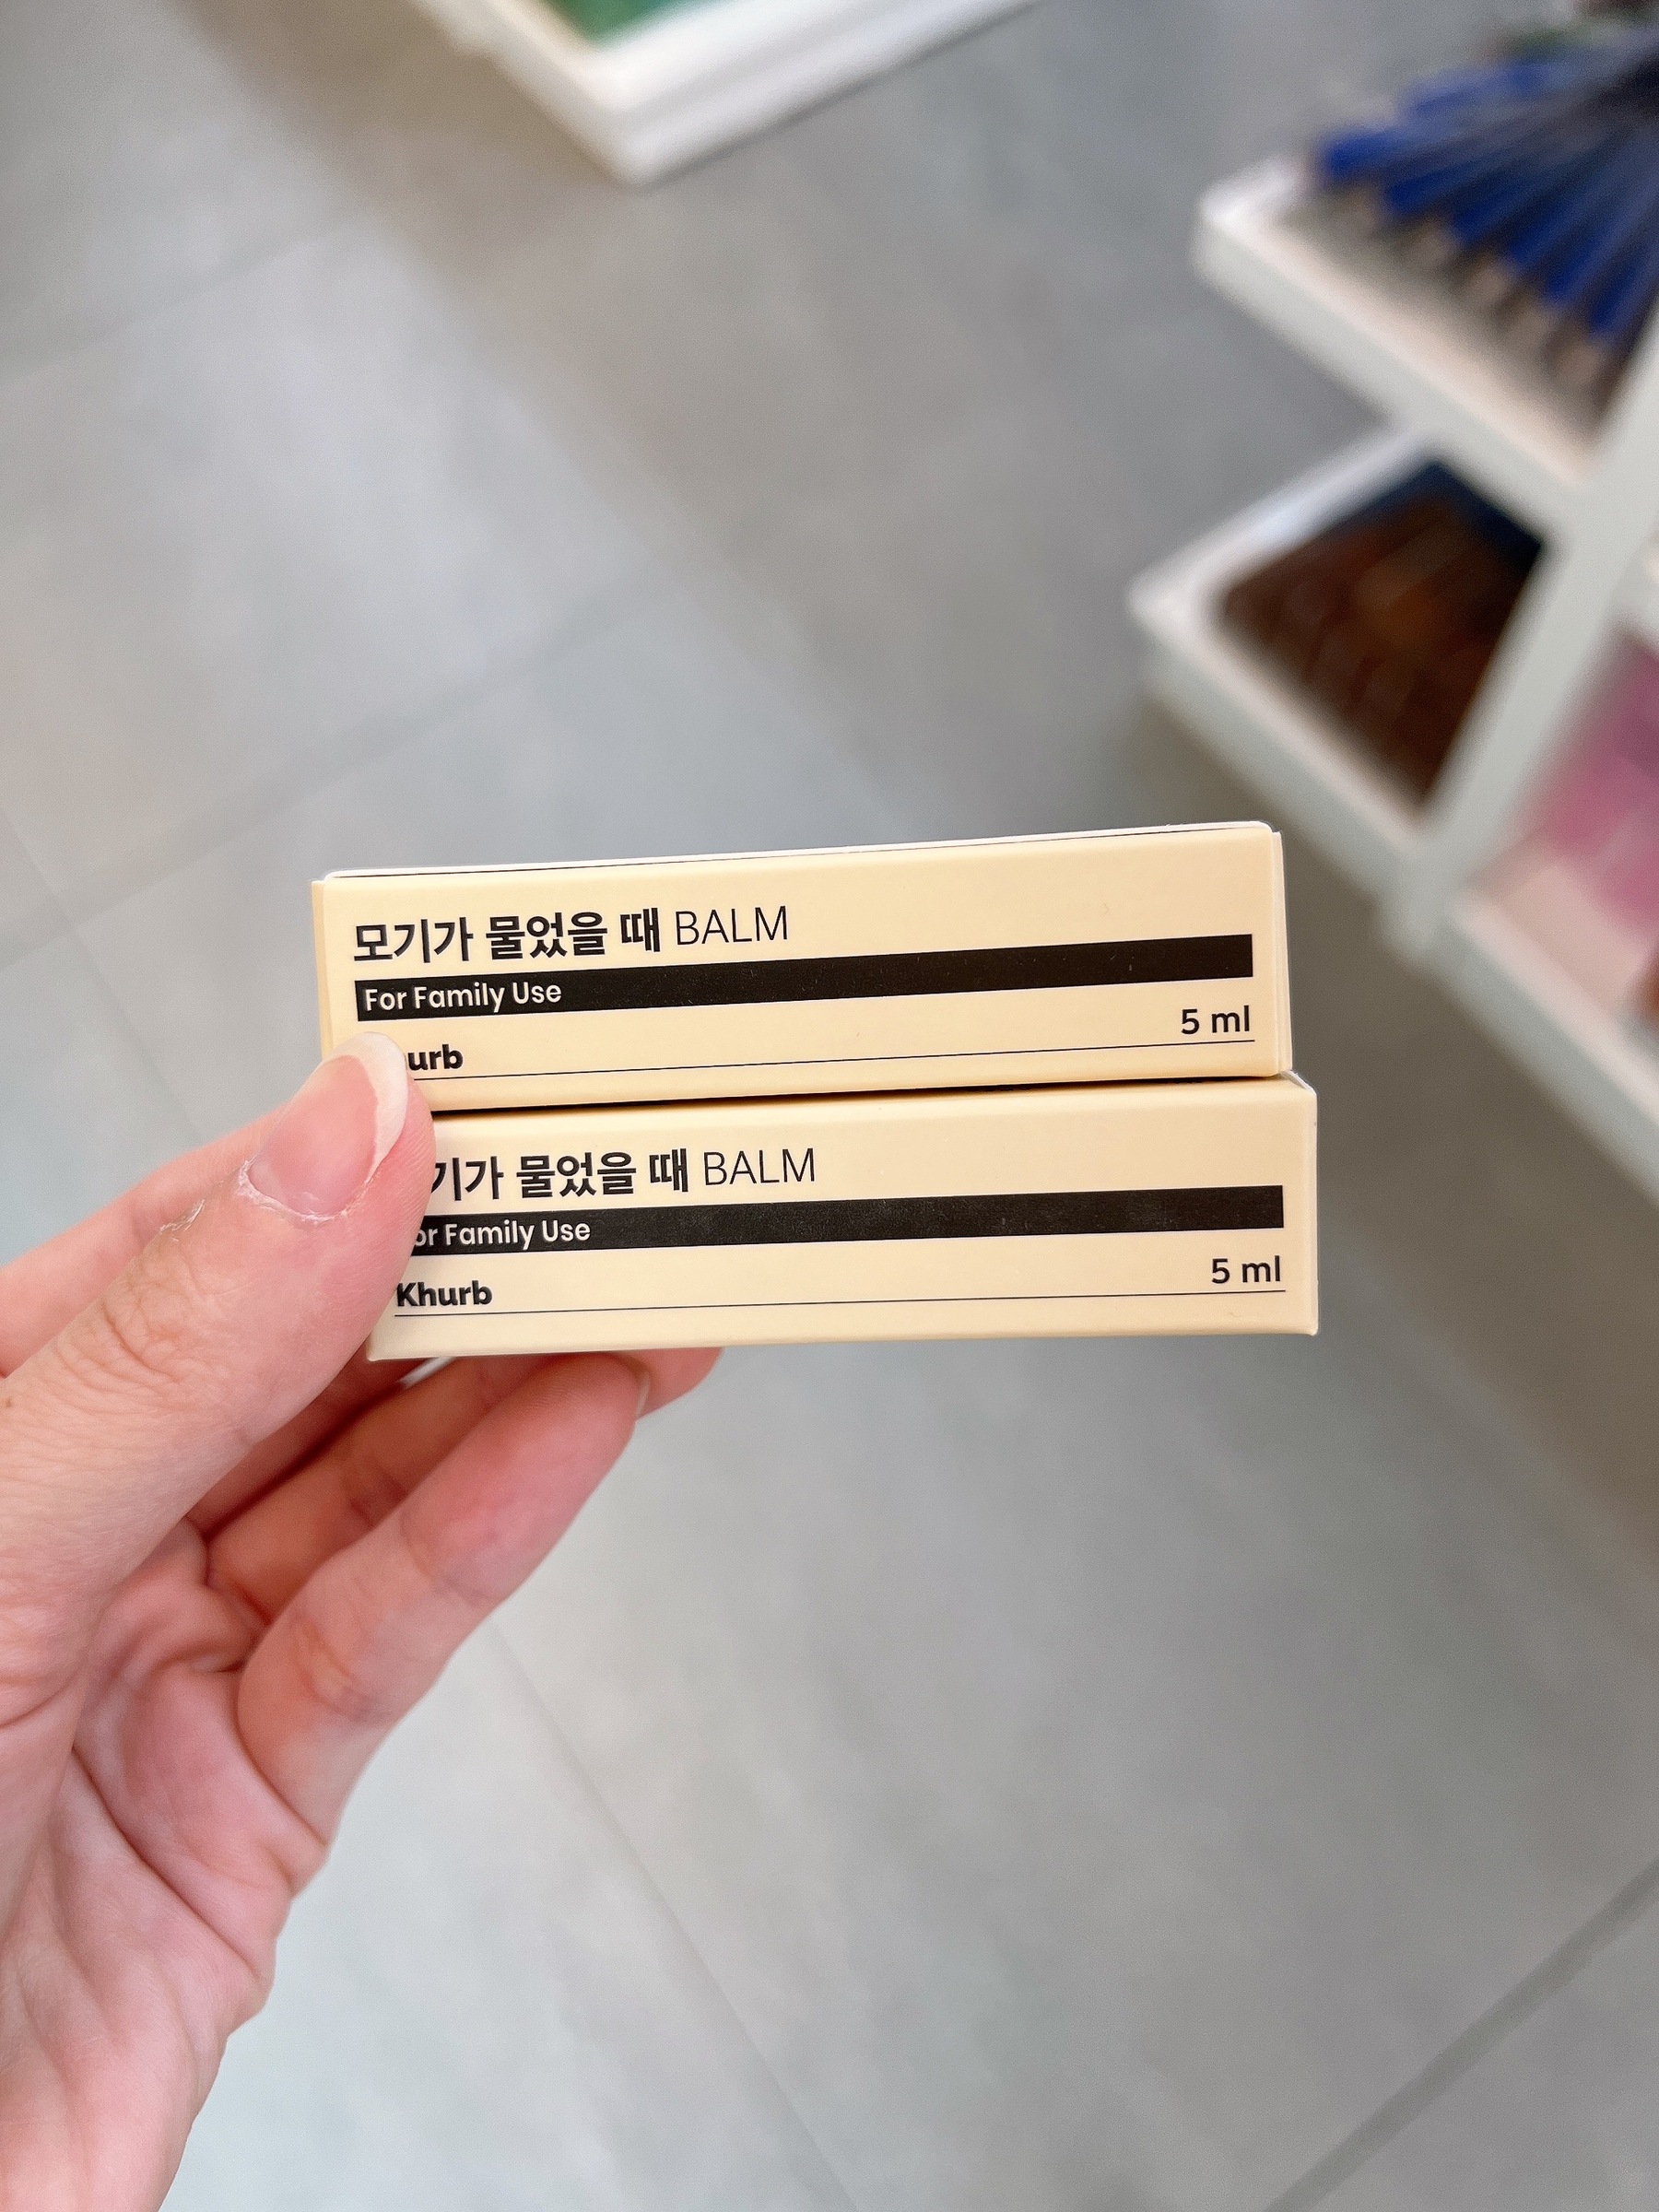 모기가 물었을 때 BALM
For Family Use
5 ml
urb
기가 물었을 때 BALM
or Family Use
5 ml
Khurb